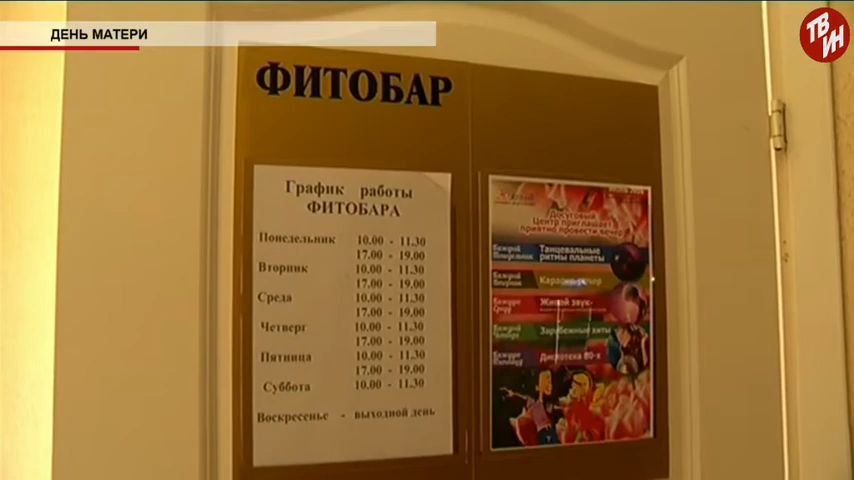 ДЕНЬ МАТЕРИ
ТВ
ИН
ФИТОБАР
График работы
ФИТОБАРА
Понедельник 10.00 - 11.30
17.00 - 19.00
Вторник 10.00 - 11.30
17.00 - 19.00
Среда 10.00 - 11.30
17.00 - 19.00
Четверг 10.00 - 11.30
17.00 - 19.00
Пятница 10.00 - 11.30
17.00 - 19.00
Суббота 10.00 - 11.30
Воскресенье - выходной день
Досуговый
Центр приглашает
приятно провести вечер
Каждый Понедельник
Танцевальные
ритмы планеты
Каждый Вторник
Караоке вечер
Каждую Среду
Живой звук-
Каждый Четверг
Зарубежные хиты
Каждую Пятницу
Дискотека 80-х